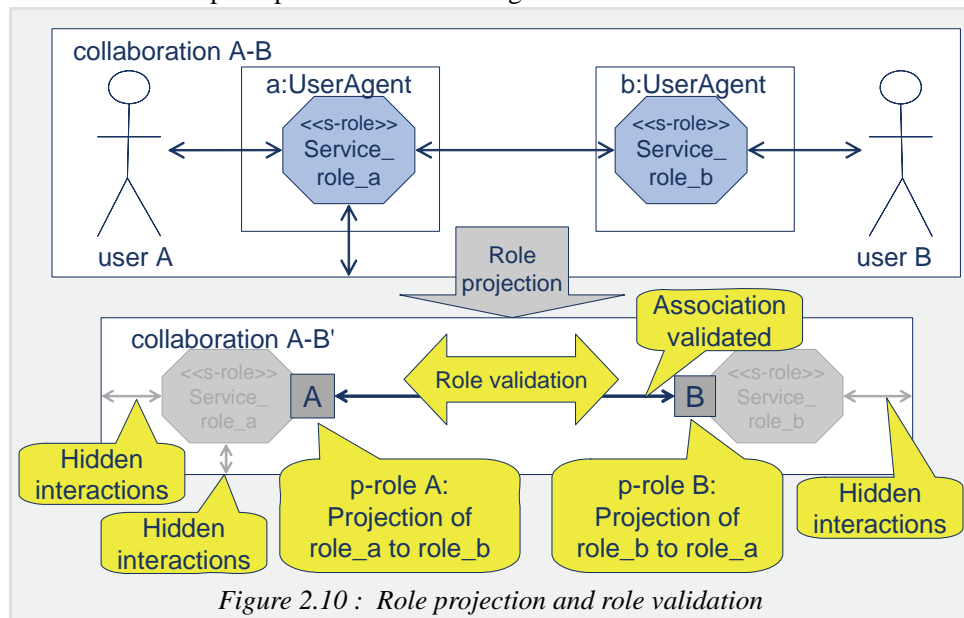 collaboration A-B
a:UserAgent
b:UserAgent
<<s-role>>
Service_
role_a
<<s-role>>
Service_
role_b
user A
user B
Role
projection
Association
validated
collaboration A-B'
<<s-role>>
Service_
role_a
A
Role validation
B
<<s-role>>
Service_
role_b
Hidden
interactions
Hidden
interactions
p-role A:
Projection of
role_a to role_b
p-role B:
Projection of
role_b to role_a
Hidden
interactions
Figure 2.10 : Role projection and role validation